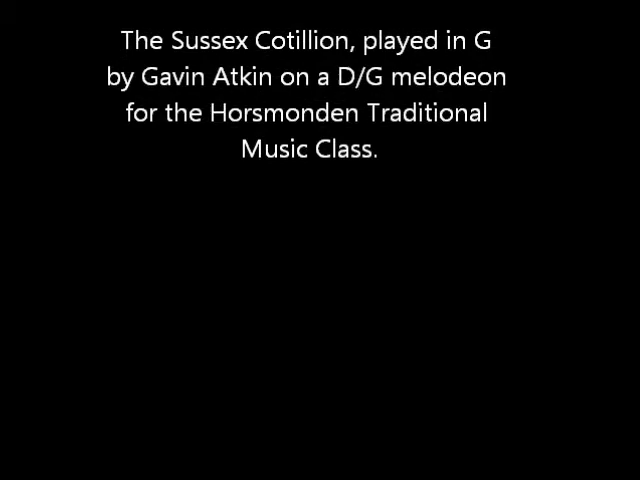 The Sussex Cotillion, played in G
by Gavin Atkin on a D/G melodeon
for the Horsmonden Traditional
Music Class.